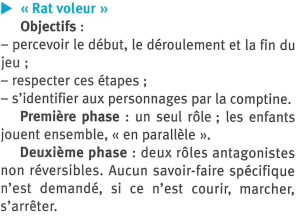 ▶ « Rat voleur »
Objectifs :
– percevoir le début, le déroulement et la fin du
jeu ;
– respecter ces étapes ;
– s’identifier aux personnages par la comptine.
Première phase : un seul rôle ; les enfants
jouent ensemble, « en parallèle ».
Deuxième phase : deux rôles antagonistes
non réversibles. Aucun savoir-faire spécifique
n’est demandé, si ce n’est courir, marcher,
s’arrêter.